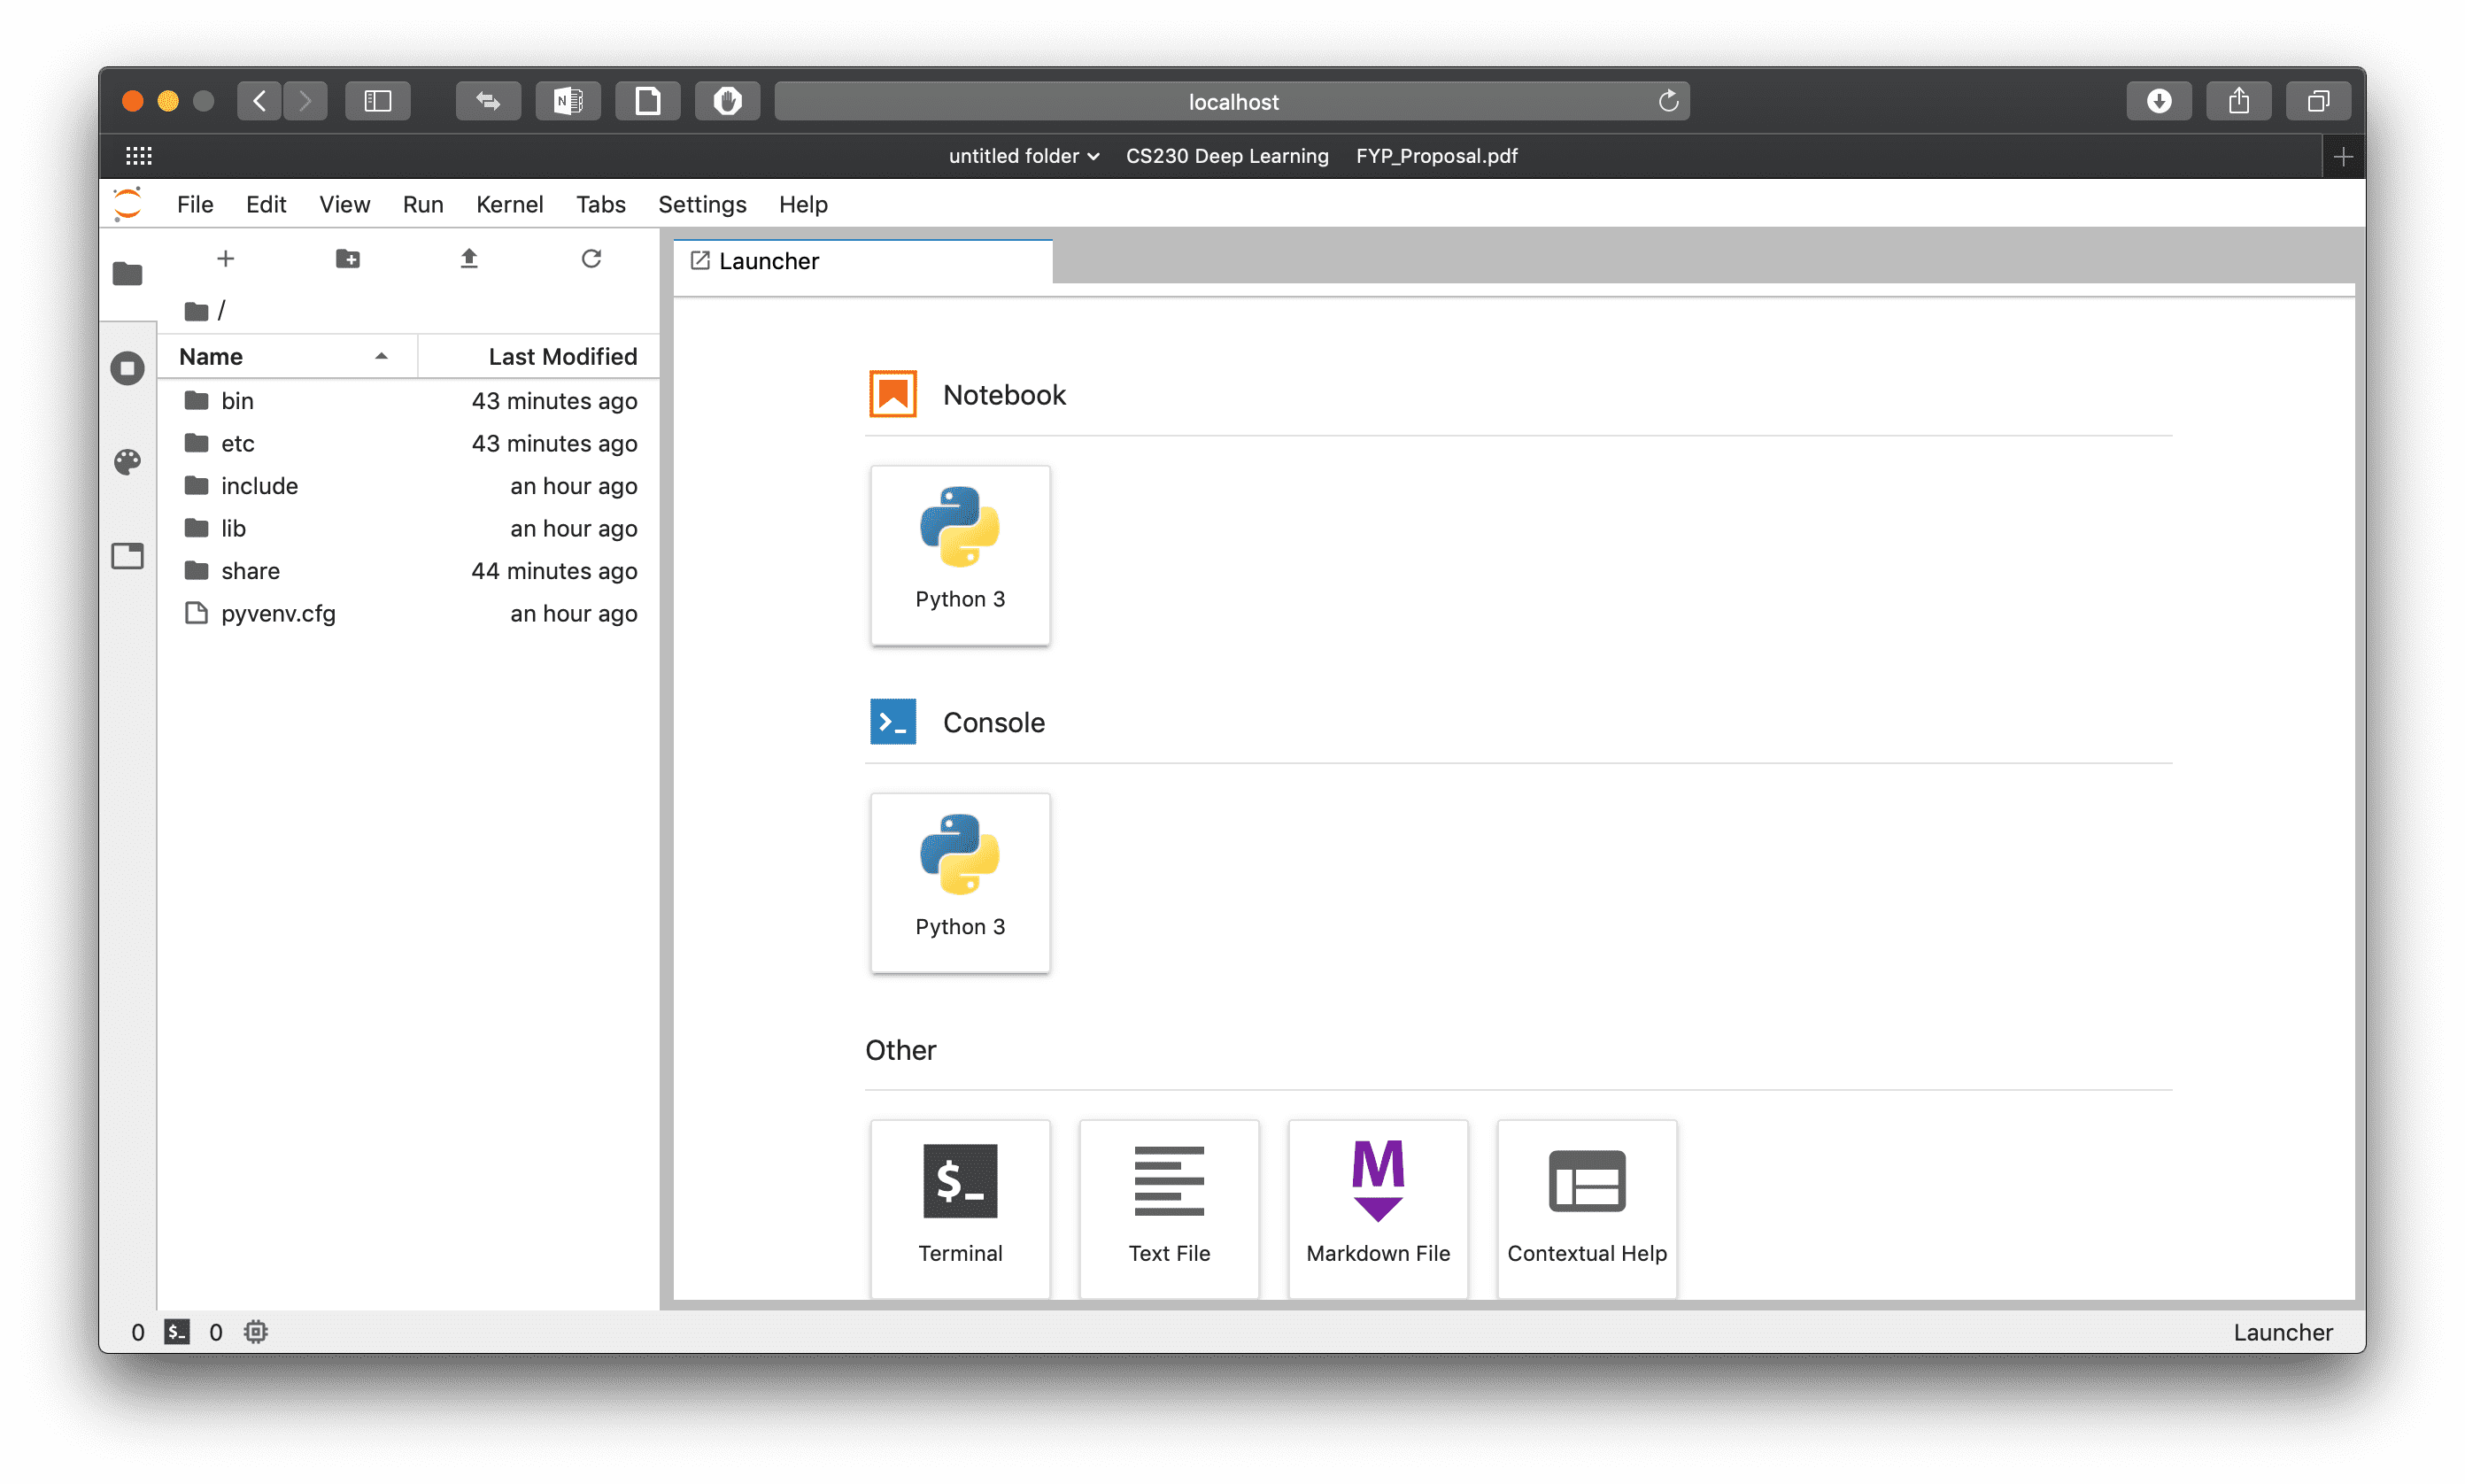 localhost
untitled folder CS230 Deep Learning FYP_Proposal.pdf
File Edit View Run Kernel Tabs Settings Help
Launcher
/
Name Last Modified
bin 43 minutes ago
etc 43 minutes ago
include an hour ago
lib an hour ago
share 44 minutes ago
pyvenv.cfg an hour ago
Notebook
Python 3
Console
>_
Python 3
Other
$_
M
Terminal Text File Markdown File Contextual Help
0 $_ 0 Launcher